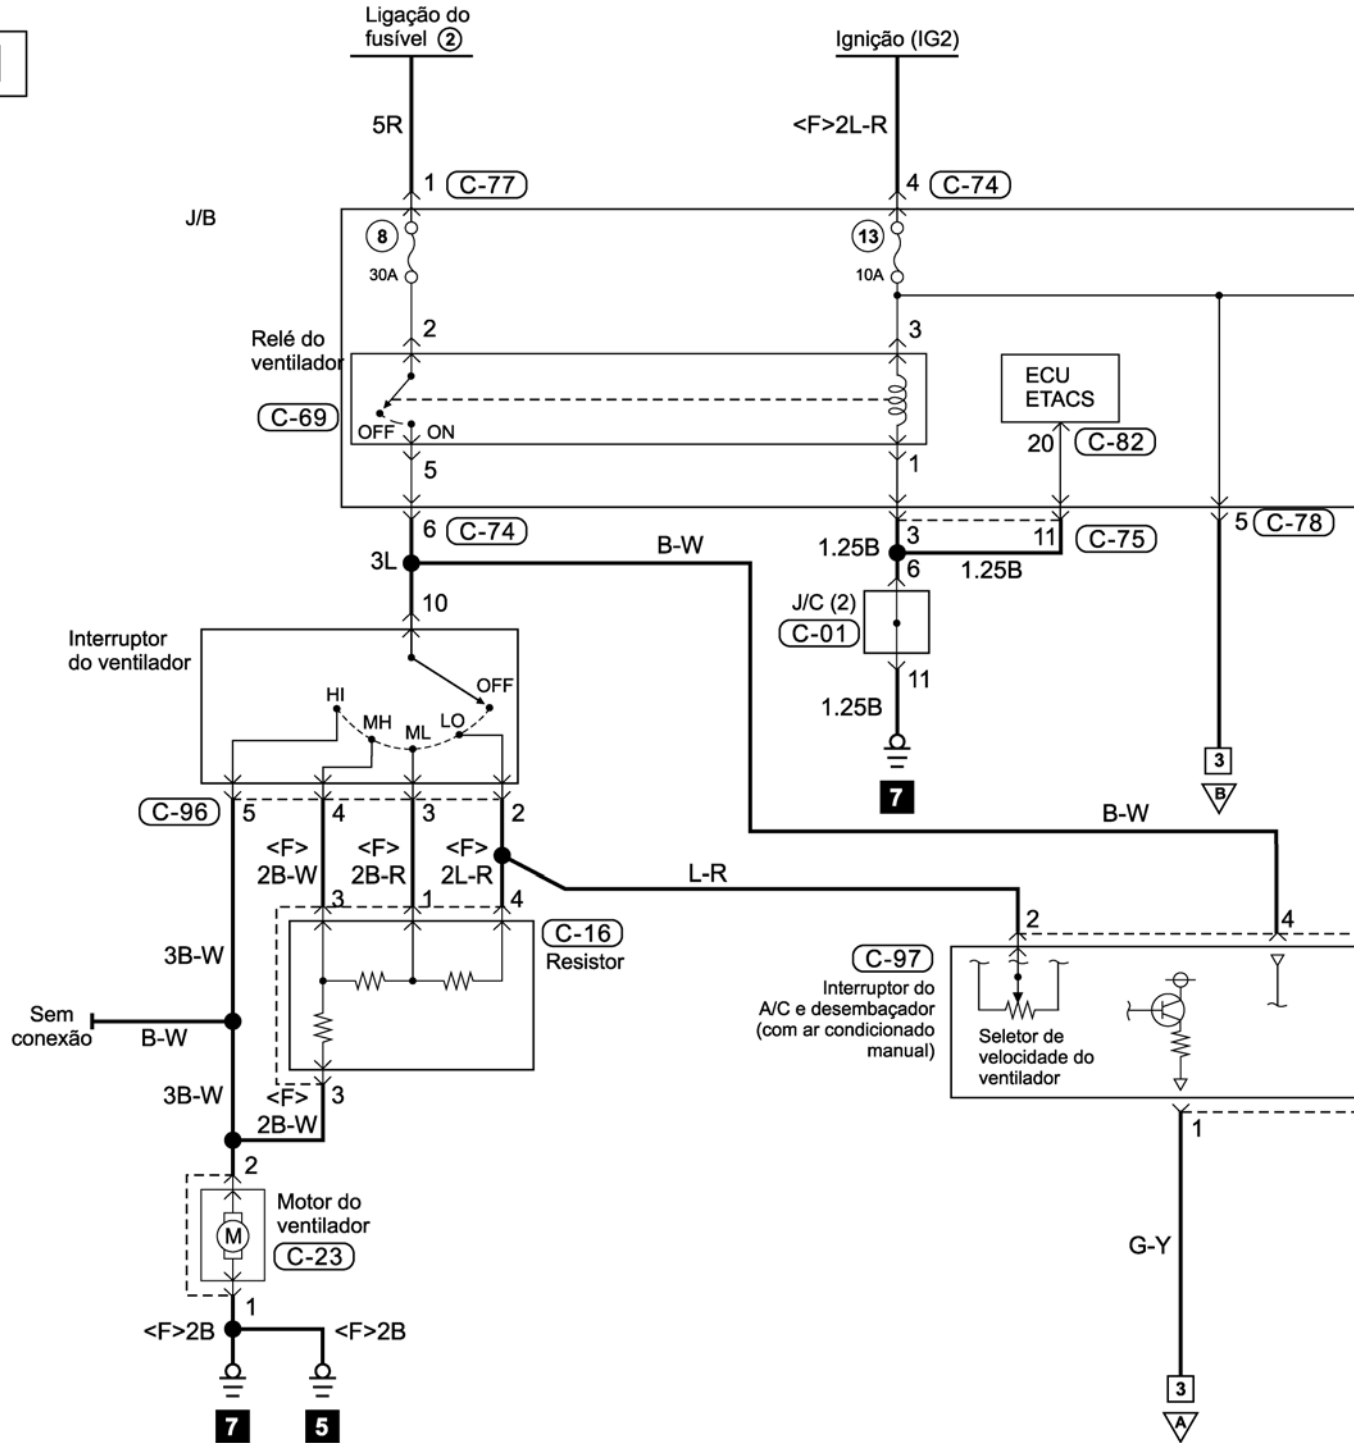 Ligação do
fusível 2
Ignição (IG2)
5R
<F>2L-R
1 C-77
4 C-74
J/B
8
30A
13
10A
2
3
Relé do
ventilador
C-69
OFF ON
ECU
ETACS
20 C-82
5
1
6 C-74
3
11 C-75
5 C-78
3L
B-W
1.25B
1.25B
6
10
J/C (2)
C-01
Interruptor
do ventilador
HI
MH
ML
LO
OFF
11
1.25B
7
3
B
C-96 5 4 3 2
<F> <F> <F>
2B-W 2B-R 2L-R
B-W
L-R
3 1 4
2
4
C-16
Resistor
3B-W
C-97
Interruptor do
A/C e desembaçador
(com ar condicionado
manual)
Seletor de
velocidade do
ventilador
Sem
conexão
B-W
3B-W
<F>
2B-W
3
1
2
Motor do
ventilador
M
C-23
G-Y
1
<F>2B <F>2B
7 5
3
A